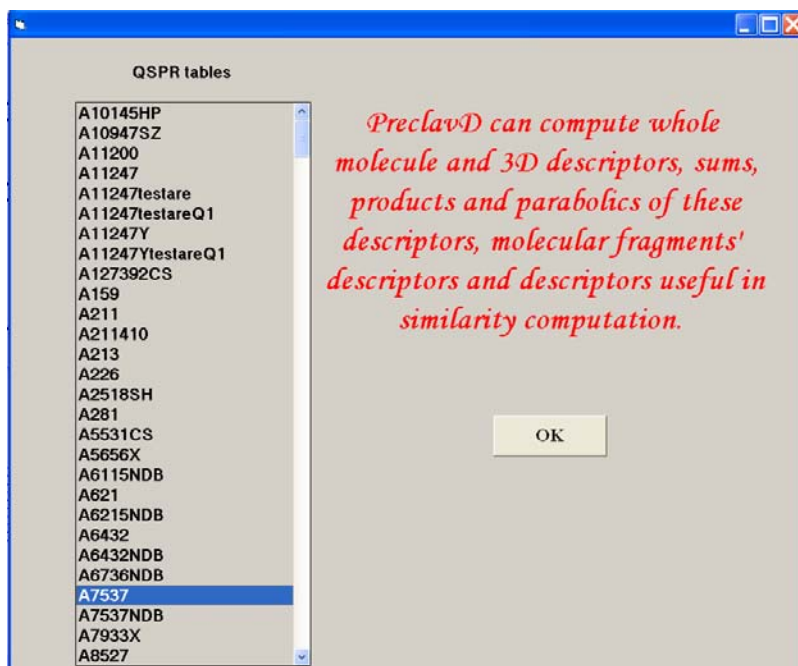 QSPR tables
A10145HP
A10947SZ
A11200
A11247
A11247testare
A11247testareQ1
A11247Y
A11247YtestareQ1
A127392CS
A159
A211
A211410
A213
A226
A2518SH
A281
A5531CS
A5656X
A6115NDB
A621
A6215NDB
A6432
A6432NDB
A6736NDB
A7537
A7537NDB
A7933X
A8527
PreclavD can compute whole
molecule and 3D descriptors, sums,
products and parabolics of these
descriptors, molecular fragments'
descriptors and descriptors useful in
similarity computation.
OK